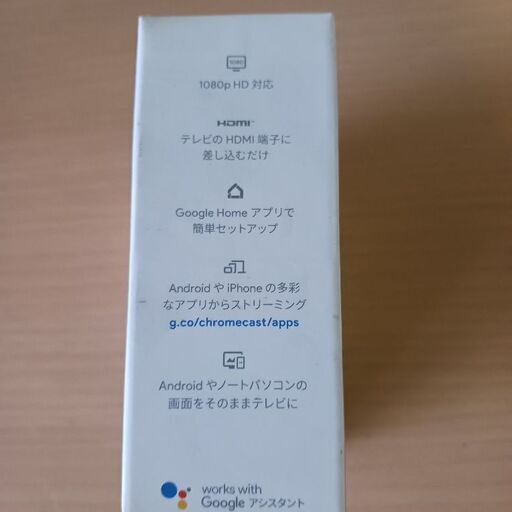 1080
1080p HD 対応
HDMI™
テレビの HDMI 端子に
差し込むだけ
Google Home アプリで
簡単セットアップ
Android や iPhone の多彩
なアプリからストリーミング
g.co/chromecast/apps
Android やノートパソコンの
画面をそのままテレビに
works with
Google アシスタント